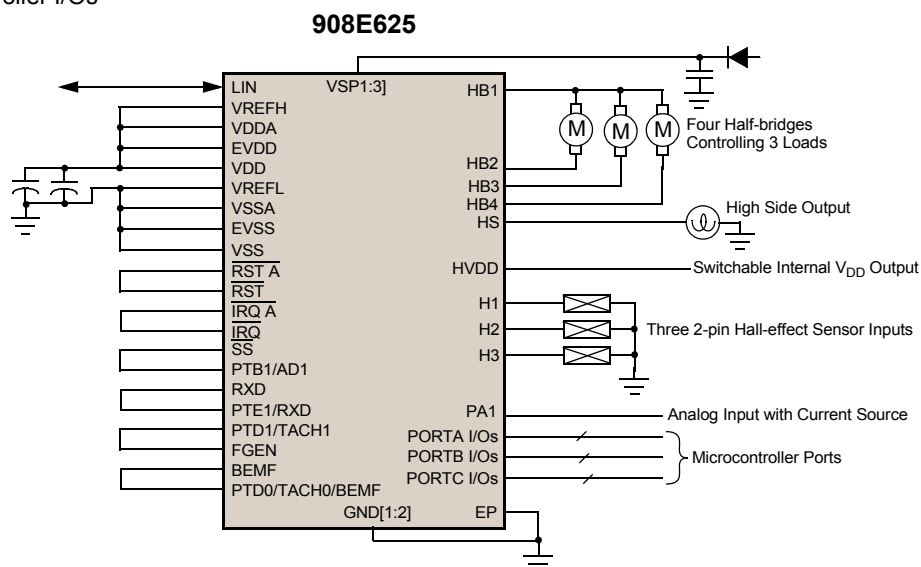 908E625
LIN
VREFH
VDDA
EVDD
VDD
VREFL
VSSA
EVSS
VSS
RST A
RST
IRQ A
IRQ
SS
PTB1/AD1
RXD
PTE1/RXD
PTD1/TACH1
FGEN
BEMF
PTD0/TACH0/BEMF
VSP1:3]
GND[1:2]
HB1
HB2
HB3
HB4
HS
HVDD
H1
H2
H3
PA1
PORTA I/Os
PORTB I/Os
PORTC I/Os
EP
M
M
M
Four Half-bridges
Controlling 3 Loads
High Side Output
Switchable Internal VDD Output
Three 2-pin Hall-effect Sensor Inputs
Analog Input with Current Source
Microcontroller Ports